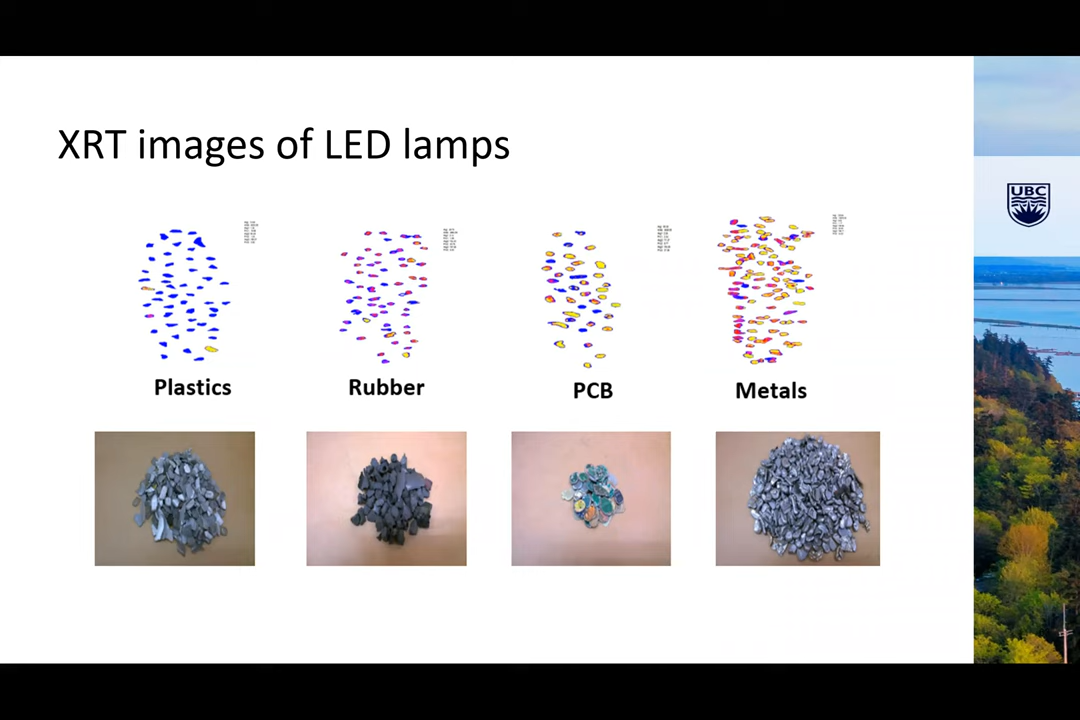 XRT images of LED lamps
UBC
Plastics
Rubber
PCB
Metals